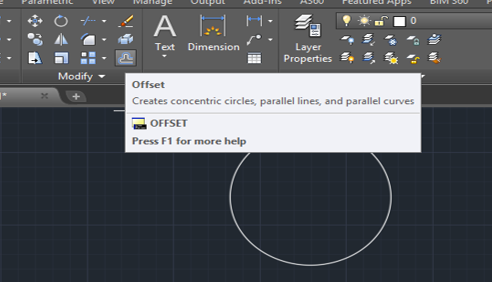 Parametric View Manage Output Add-ins A360 Featured Apps BIM 360
0
Text Dimension Layer
Properties
Modify
Offset
Creates concentric circles, parallel lines, and parallel curves
OFFSET
Press F1 for more help